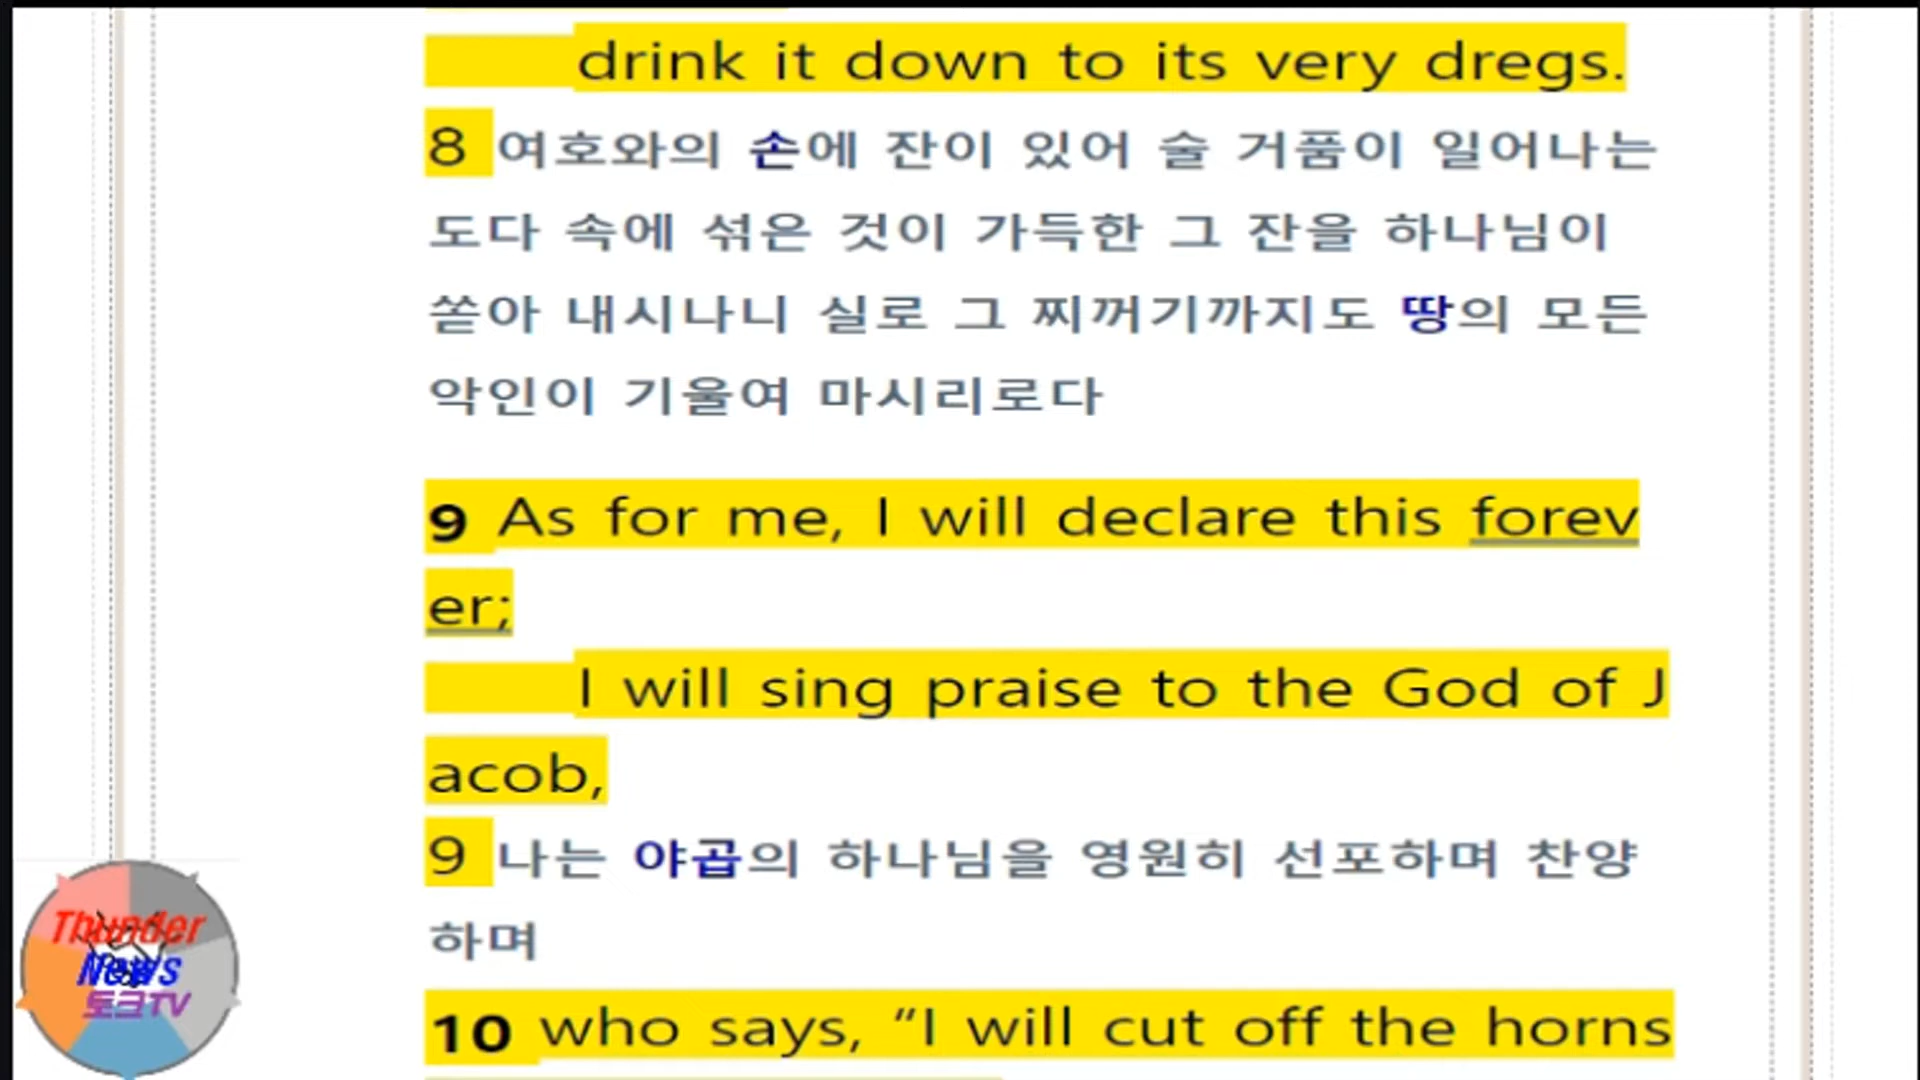 drink it down to its very dregs.
8 여호와의 손에 잔이 있어 술 거품이 일어나는
도다 속에 섞은 것이 가득한 그 잔을 하나님이
쏟아 내시나니 실로 그 찌꺼기까지도 땅의 모든
악인이 기울여 마시리로다
9 As for me, I will declare this forev
er;
I will sing praise to the God of J
acob,
9 나는 야곱의 하나님을 영원히 선포하며 찬양
하며
10 who says, “I will cut off the horns
Thunder
News
토크TV